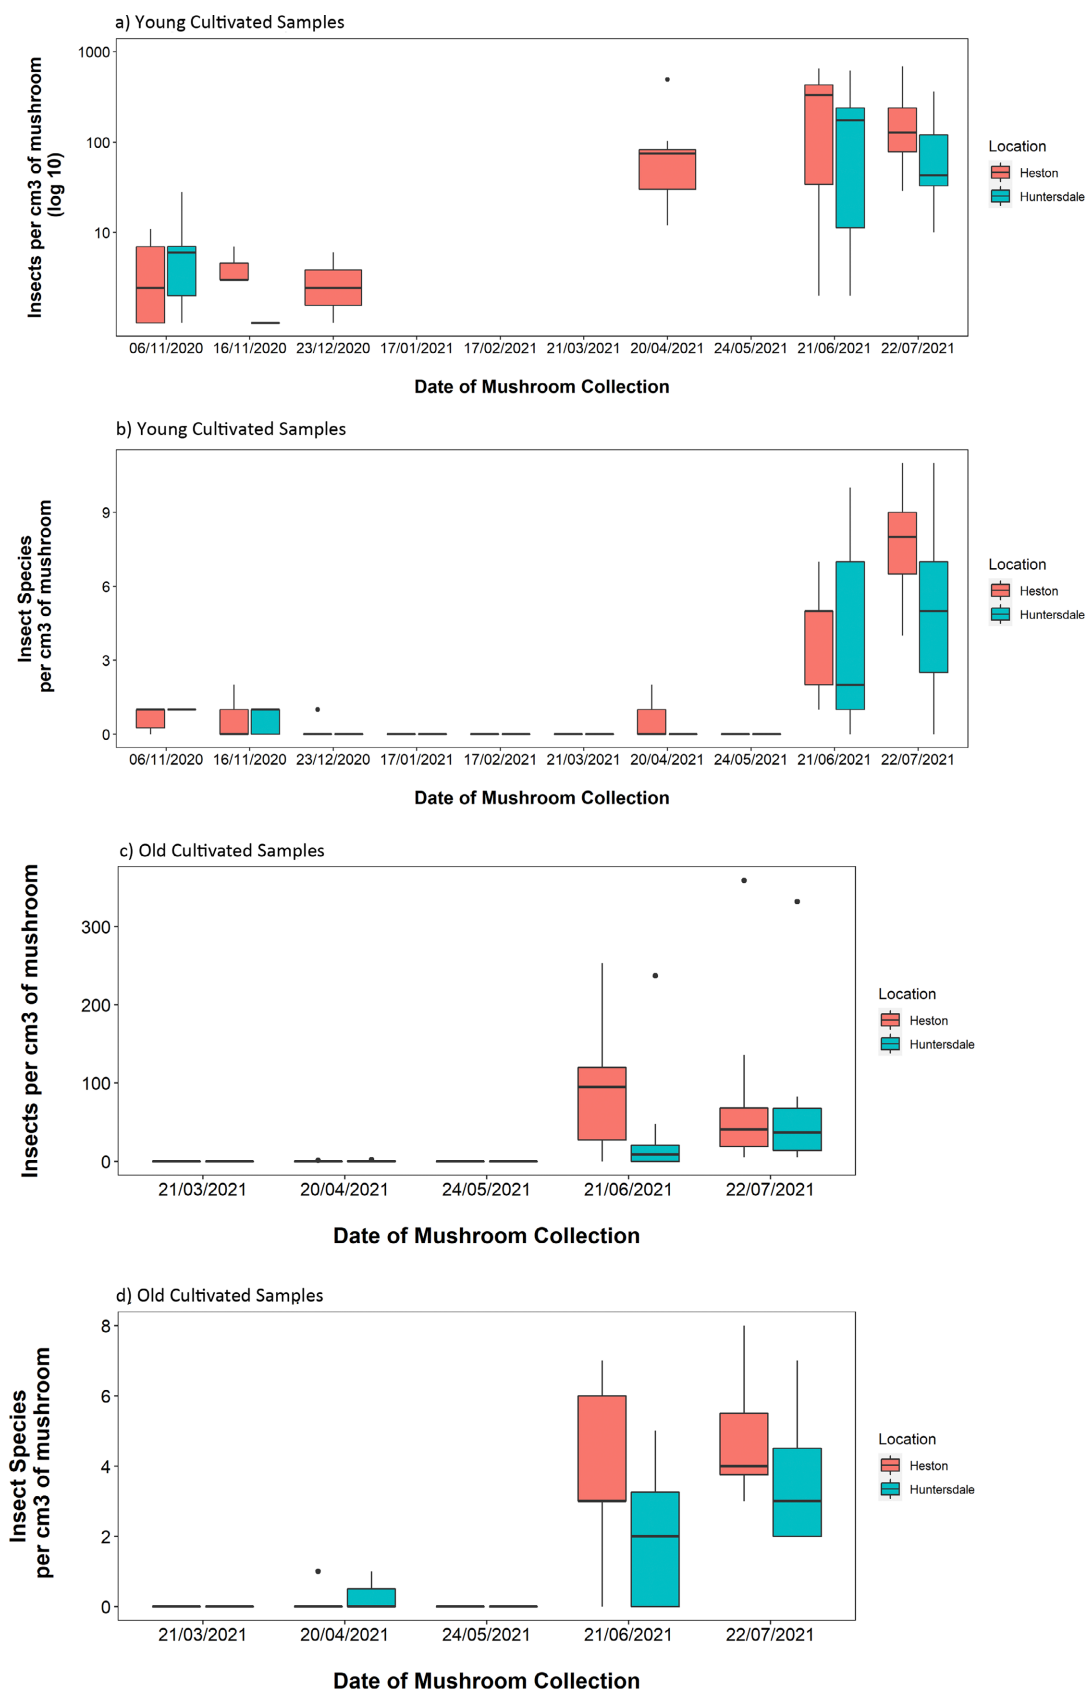 a) Young Cultivated Samples
Insects per cm3 of mushroom
(log 10)
1000
100
10
06/11/2020 16/11/2020 23/12/2020 17/01/2021 17/02/2021 21/03/2021 20/04/2021 24/05/2021 21/06/2021 22/07/2021
Date of Mushroom Collection
Location
Heston
Huntersdale
b) Young Cultivated Samples
Insect Species
per cm3 of mushroom
9
6
3
0
06/11/2020 16/11/2020 23/12/2020 17/01/2021 17/02/2021 21/03/2021 20/04/2021 24/05/2021 21/06/2021 22/07/2021
Date of Mushroom Collection
Location
Heston
Huntersdale
c) Old Cultivated Samples
Insects per cm3 of mushroom
300
200
100
0
21/03/2021 20/04/2021 24/05/2021 21/06/2021 22/07/2021
Date of Mushroom Collection
Location
Heston
Huntersdale
d) Old Cultivated Samples
Insect Species
per cm3 of mushroom
8
6
4
2
0
21/03/2021 20/04/2021 24/05/2021 21/06/2021 22/07/2021
Date of Mushroom Collection
Location
Heston
Huntersdale